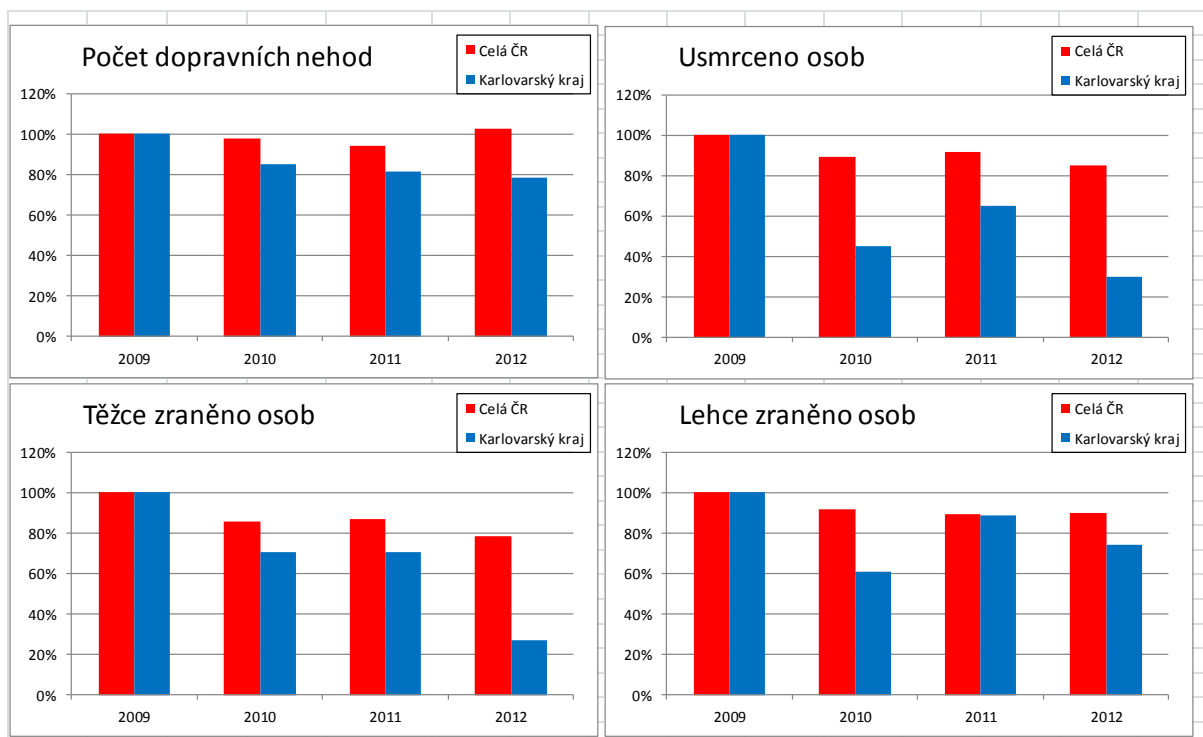 Počet dopravních nehod
Celá ČR
Karlovarský kraj
120%
100%
80%
60%
40%
20%
0%
2009 2010 2011 2012
Usmrceno osob
Celá ČR
Karlovarský kraj
120%
100%
80%
60%
40%
20%
0%
2009 2010 2011 2012
Těžce zraněno osob
Celá ČR
Karlovarský kraj
120%
100%
80%
60%
40%
20%
0%
2009 2010 2011 2012
Lehce zraněno osob
Celá ČR
Karlovarský kraj
120%
100%
80%
60%
40%
20%
0%
2009 2010 2011 2012